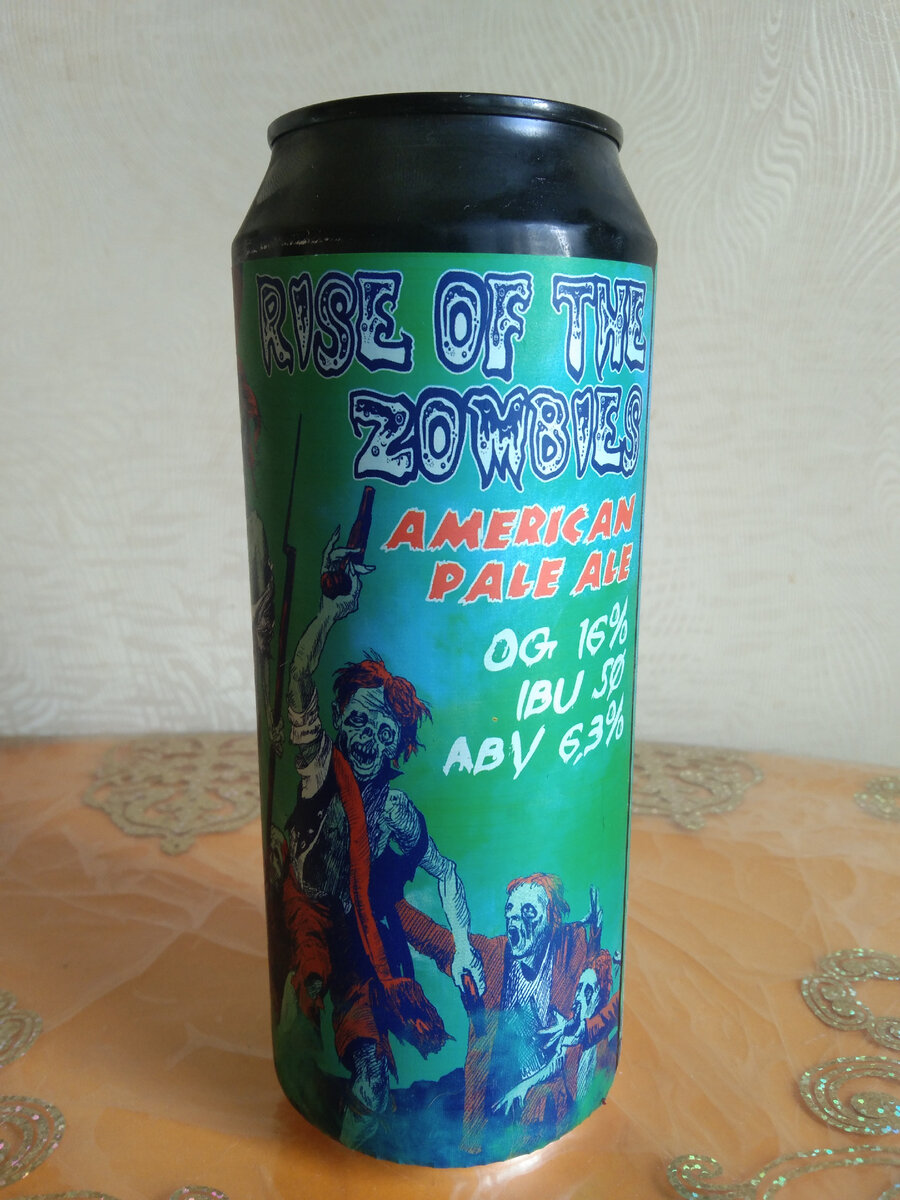 RISE OF THE
ZOMBIES
AMERICAN
PALE ALE
OG 16%
IBU 50
ABV 6,3%